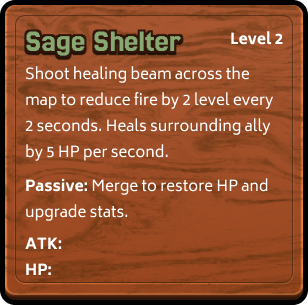 Sage Shelter Level 2
Shoot healing beam across the
map to reduce fire by 2 level every
2 seconds. Heals surrounding ally
by 5 HP per second.
Passive: Merge to restore HP and
upgrade stats.
ATK:
HP: